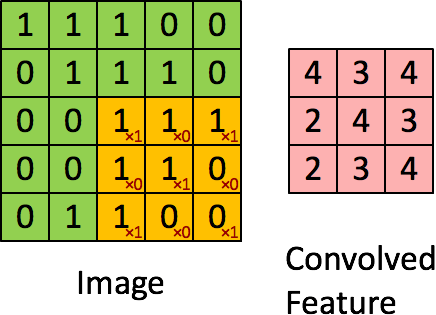 1 1 1 0 0
0 1 1 1 0
0 0 1×1 1×0 1×1
0 0 1×0 1×1 0×0
0 1 1×1 0×0 0×1
Image
4 3 4
2 4 3
2 3 4
Convolved
Feature